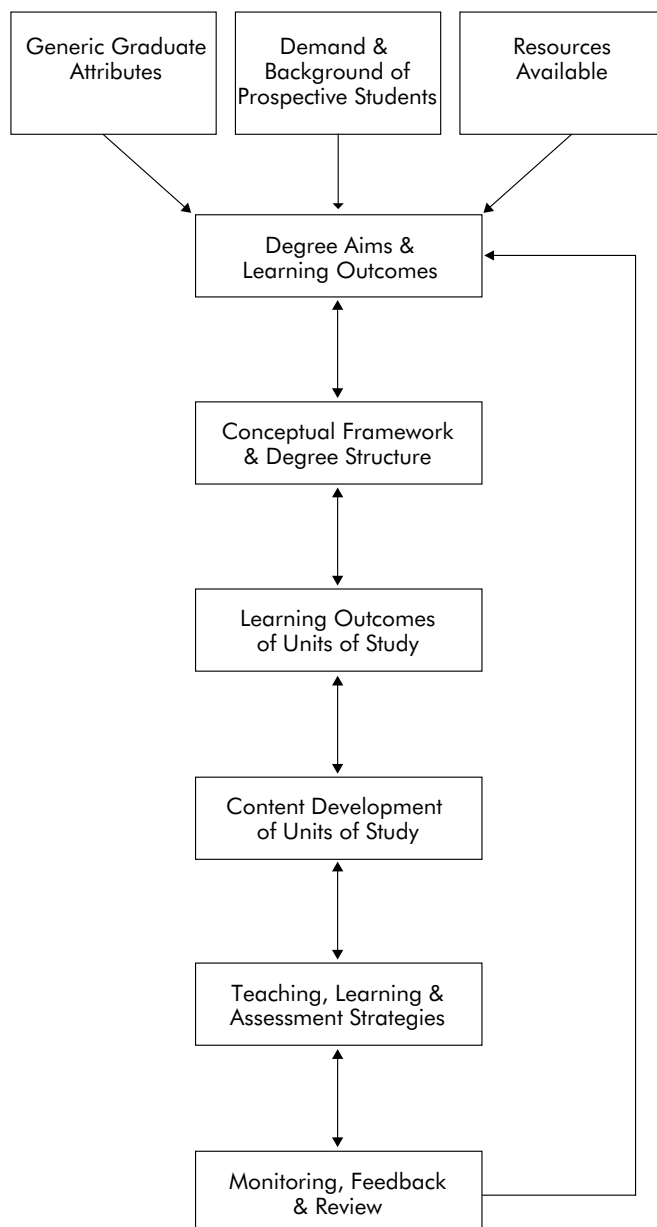 Generic Graduate
Attributes
Demand &
Background of
Prospective Students
Resources
Available
Degree Aims &
Learning Outcomes
Conceptual Framework
& Degree Structure
Learning Outcomes
of Units of Study
Content Development
of Units of Study
Teaching, Learning &
Assessment Strategies
Monitoring, Feedback
& Review